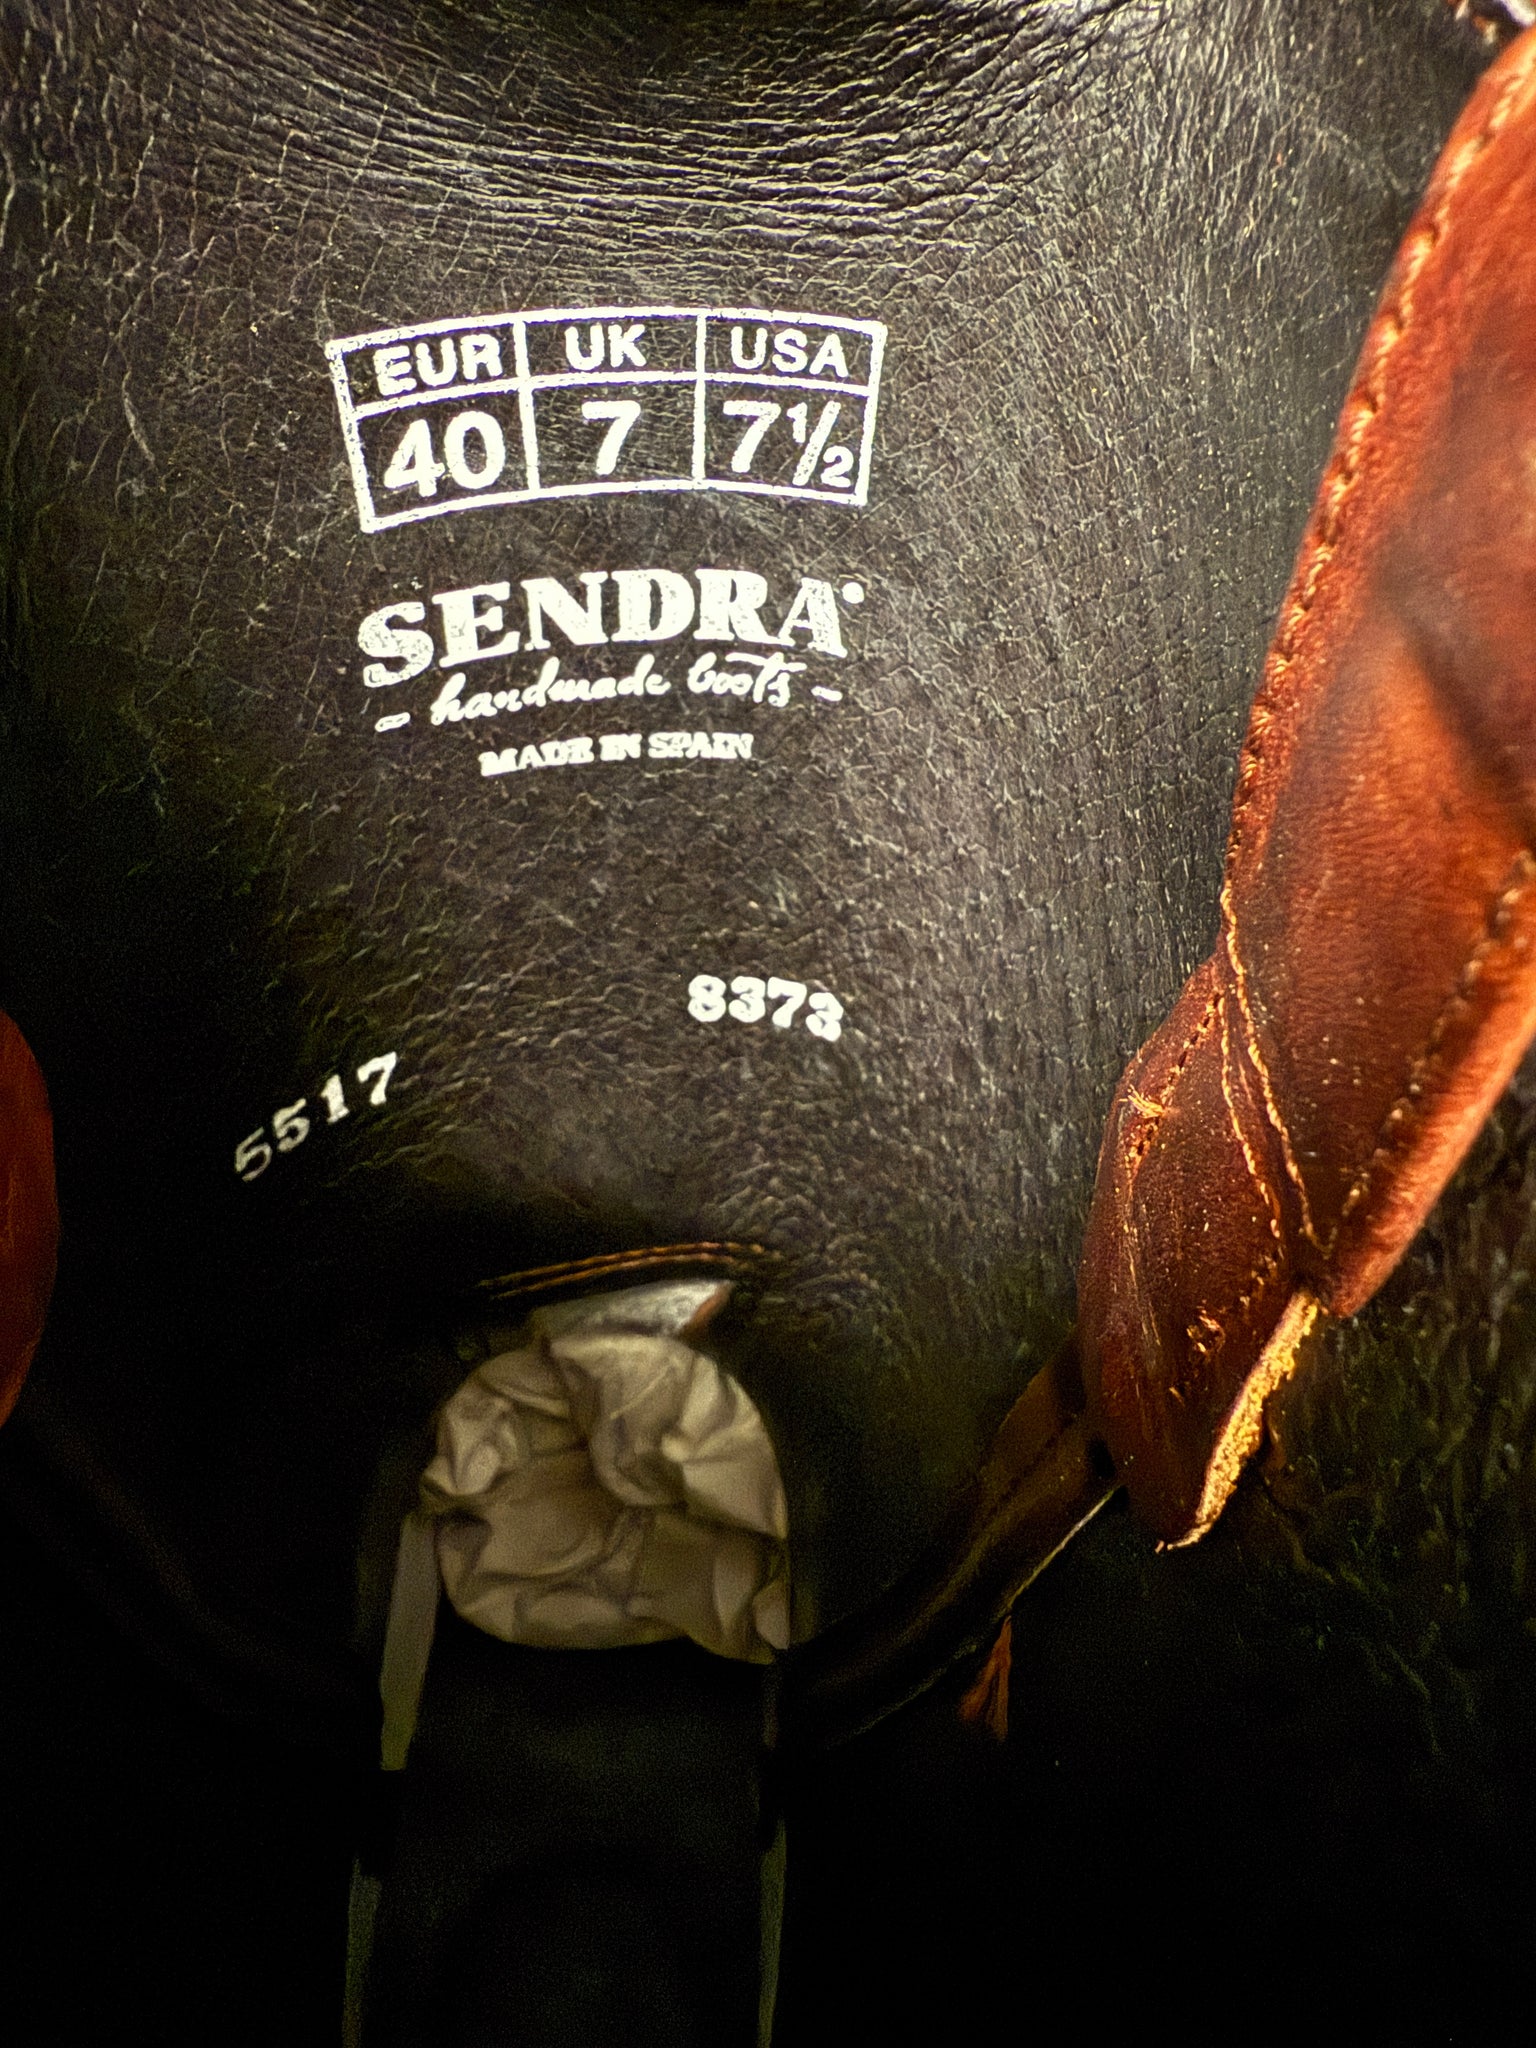 EUR UK USA
40 7 7½
SENDRA
~ handmade boots ~
MADE IN SPAIN
8373
5517